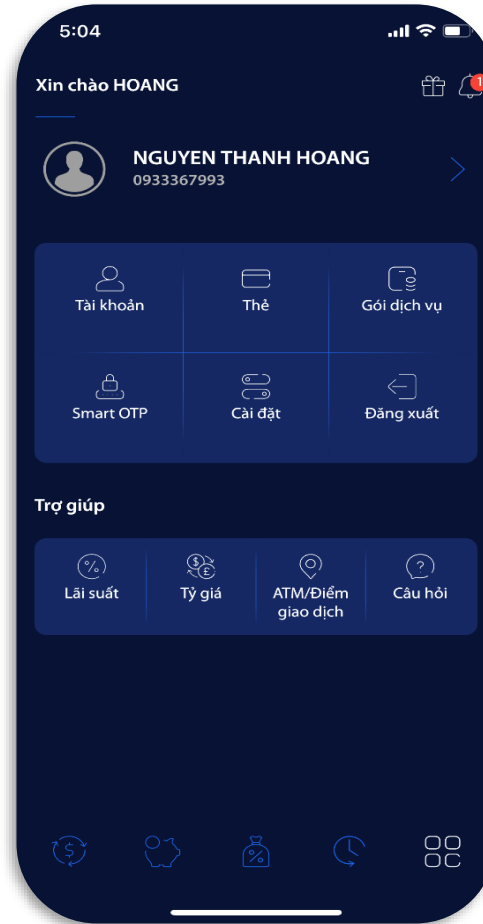 5:04
Xin chào HOANG
1
NGUYEN THANH HOANG
0933367993
Tài khoản
Thẻ
Gói dịch vụ
Smart OTP
Cài đặt
Đăng xuất
Trợ giúp
Lãi suất
Tỷ giá
ATM/Điểm
giao dịch
Câu hỏi